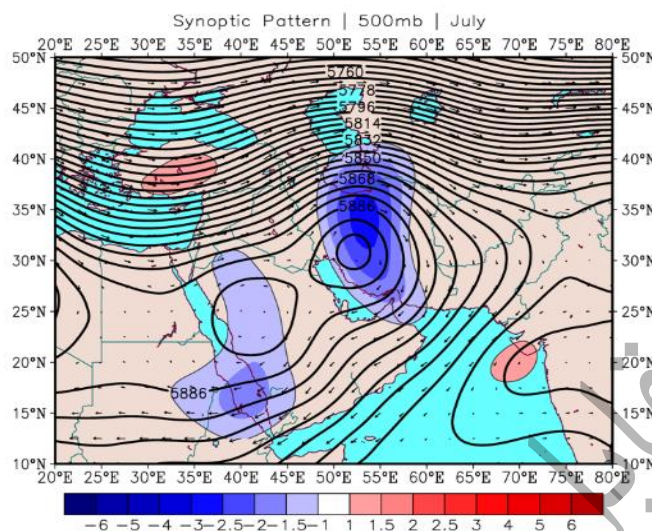 Synoptic Pattern | 500mb | July
20°E 25°E 30°E 35°E 40°E 45°E 50°E 55°E 60°E 65°E 70°E 75°E 80°E
50°N 50°N
5760
5778
45°N 5796 45°N
5814
5832
40°N 5850 40°N
5868
35°N 5886 35°N
30°N 30°N
25°N 25°N
20°N 20°N
5886
15°N 15°N
10°N 10°N
20°E 25°E 30°E 35°E 40°E 45°E 50°E 55°E 60°E 65°E 70°E 75°E 80°E
−6 −5 −4 −3 −2.5 −2 −1.5 −1 1 1.5 2 2.5 3 4 5 6